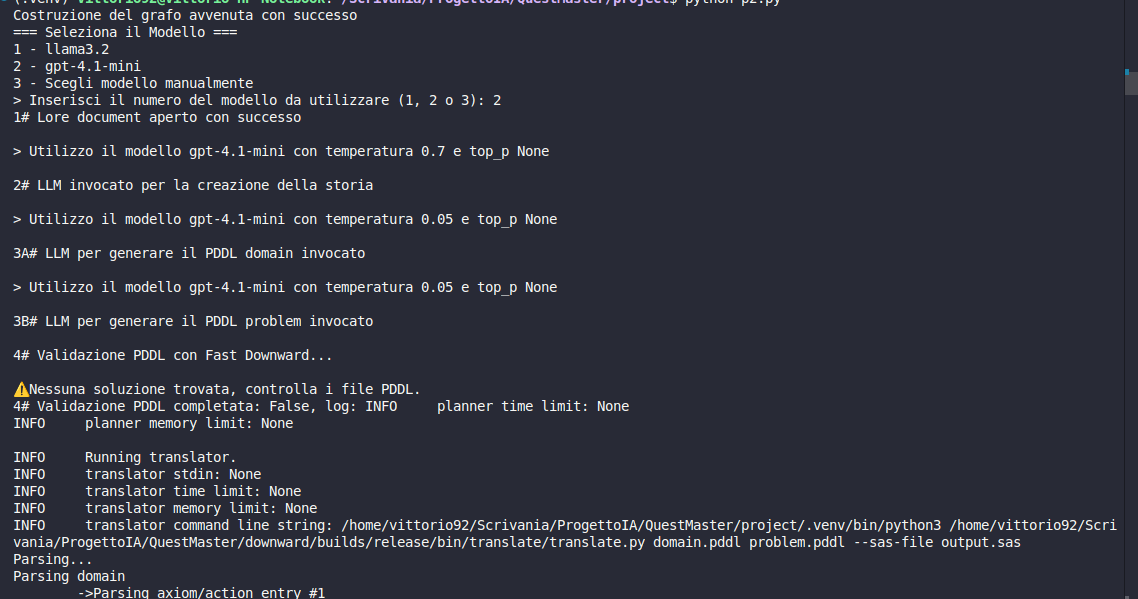 (.venv) vittorio92@vittorio-HP-Notebook:~/Scrivania/ProgettoIA/QuestMaster/project$ python p2.py
Costruzione del grafo avvenuta con successo
=== Seleziona il Modello ===
1 - llama3.2
2 - gpt-4.1-mini
3 - Scegli modello manualmente
> Inserisci il numero del modello da utilizzare (1, 2 o 3): 2
1# Lore document aperto con successo
> Utilizzo il modello gpt-4.1-mini con temperatura 0.7 e top_p None
2# LLM invocato per la creazione della storia
> Utilizzo il modello gpt-4.1-mini con temperatura 0.05 e top_p None
3A# LLM per generare il PDDL domain invocato
> Utilizzo il modello gpt-4.1-mini con temperatura 0.05 e top_p None
3B# LLM per generare il PDDL problem invocato
4# Validazione PDDL con Fast Downward...
⚠️Nessuna soluzione trovata, controlla i file PDDL.
4# Validazione PDDL completata: False, log: INFO     planner time limit: None
INFO     planner memory limit: None
INFO     Running translator.
INFO     translator stdin: None
INFO     translator time limit: None
INFO     translator memory limit: None
INFO     translator command line string: /home/vittorio92/Scrivania/ProgettoIA/QuestMaster/project/.venv/bin/python3 /home/vittorio92/Scri
vania/ProgettoIA/QuestMaster/downward/builds/release/bin/translate/translate.py domain.pddl problem.pddl --sas-file output.sas
Parsing...
Parsing domain
        ->Parsing axiom/action entry #1